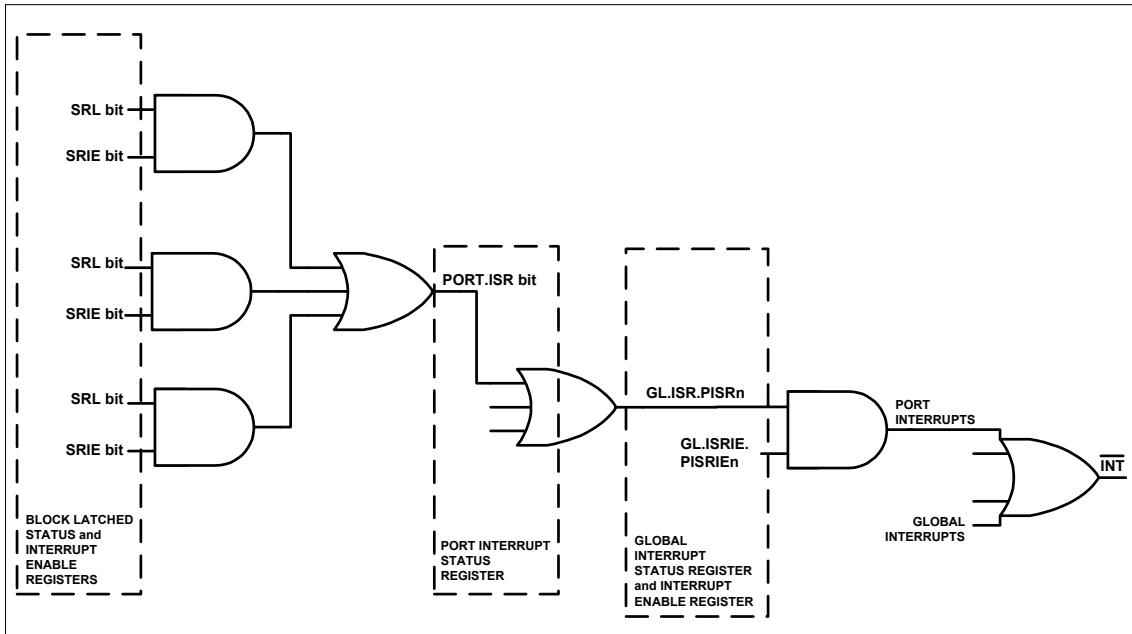 SRL bit
SRIE bit
SRL bit
SRIE bit
SRL bit
SRIE bit
BLOCK LATCHED
STATUS and
INTERRUPT
ENABLE
REGISTERS
PORT.ISR bit
PORT INTERRUPT
STATUS
REGISTER
GL.ISR.PISRn
GL.ISRIE.
PISRIEn
GLOBAL
INTERRUPT
STATUS REGISTER
and INTERRUPT
ENABLE REGISTER
PORT
INTERRUPTS
GLOBAL
INTERRUPTS
INT